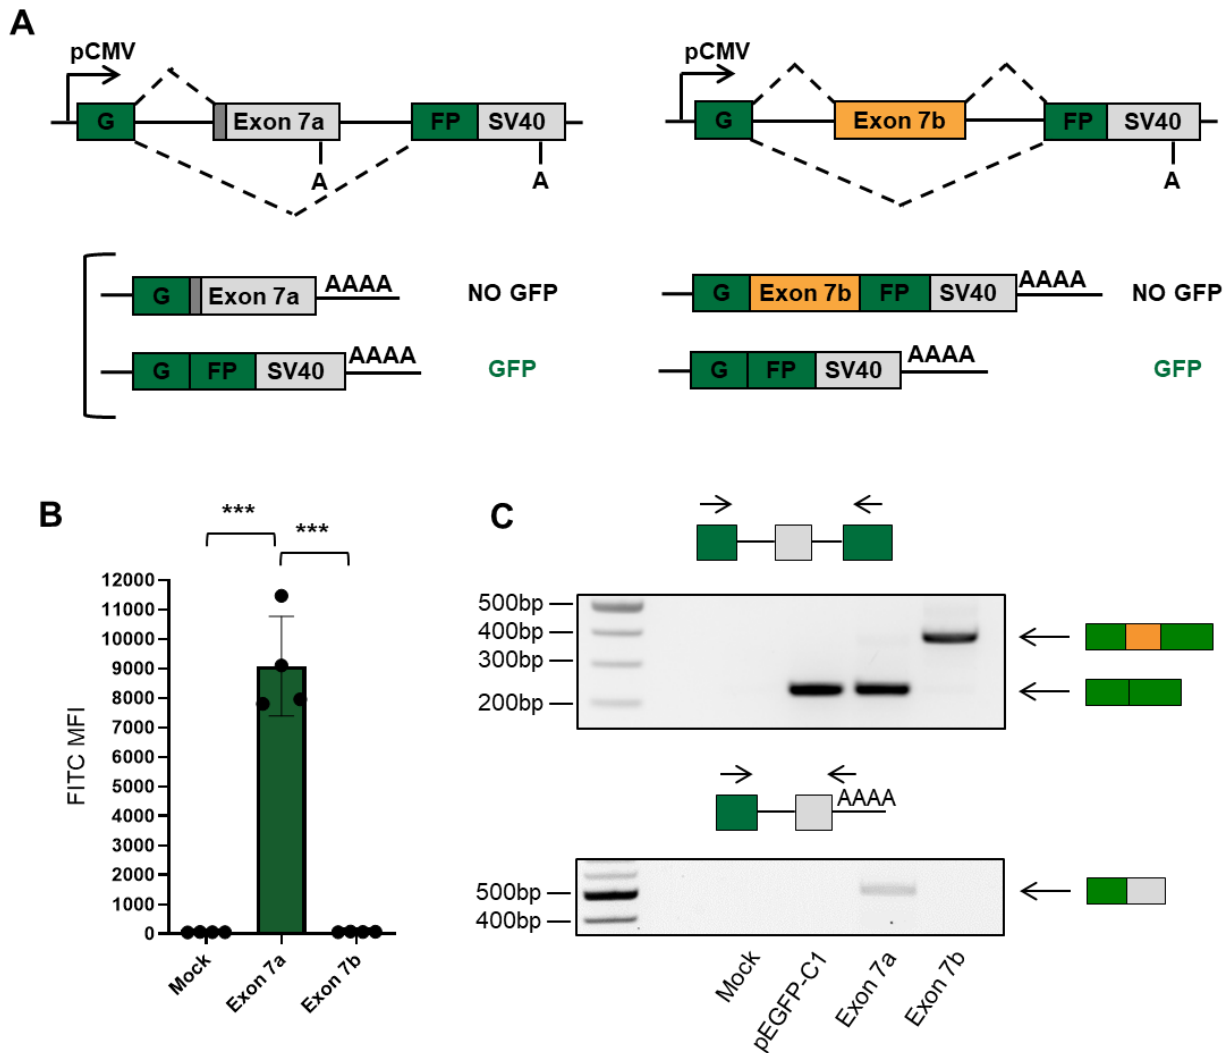 A
pCMV
G
Exon 7a
FP
SV40
A
A
G
Exon 7a
AAAA
NO GFP
G
FP
SV40
AAAA
GFP
pCMV
G
Exon 7b
FP
SV40
A
G
Exon 7b
FP
SV40
AAAA
NO GFP
G
FP
SV40
AAAA
GFP
B
***
***
FITC MFI
12000
11000
10000
9000
8000
7000
6000
5000
4000
3000
2000
1000
0
Mock
Exon 7a
Exon 7b
C
500bp
400bp
300bp
200bp
AAAA
500bp
400bp
Mock
pEGFP-C1
Exon 7a
Exon 7b